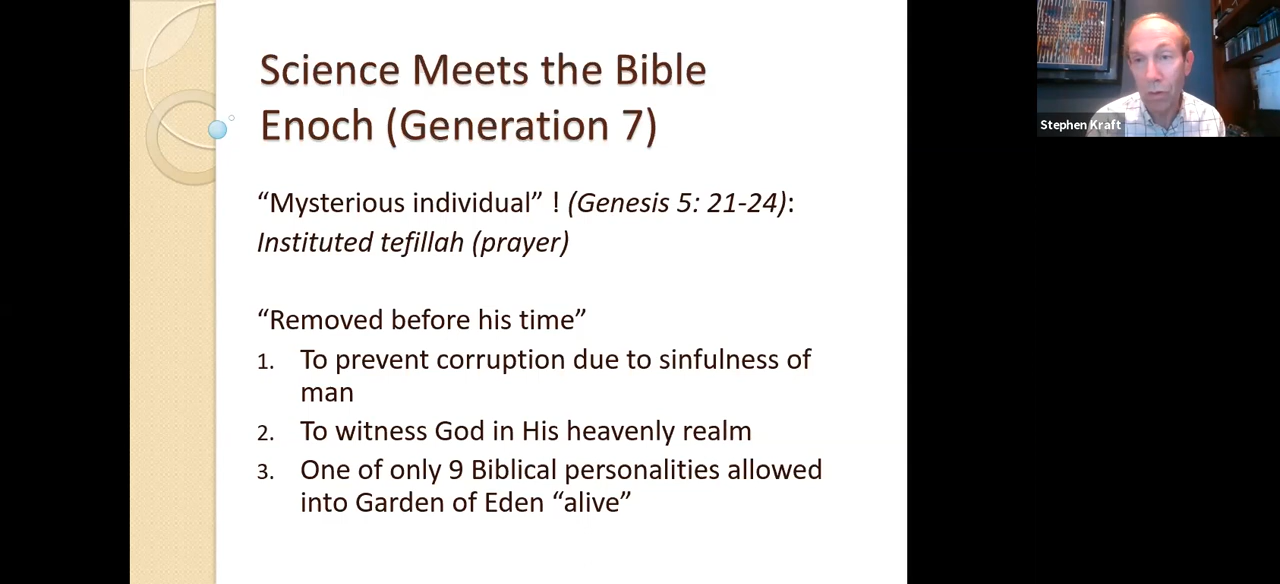 Science Meets the Bible
Enoch (Generation 7)
“Mysterious individual” ! (Genesis 5: 21-24):
Instituted tefillah (prayer)
“Removed before his time”
1. To prevent corruption due to sinfulness of
man
2. To witness God in His heavenly realm
3. One of only 9 Biblical personalities allowed
into Garden of Eden “alive”
Stephen Kraft